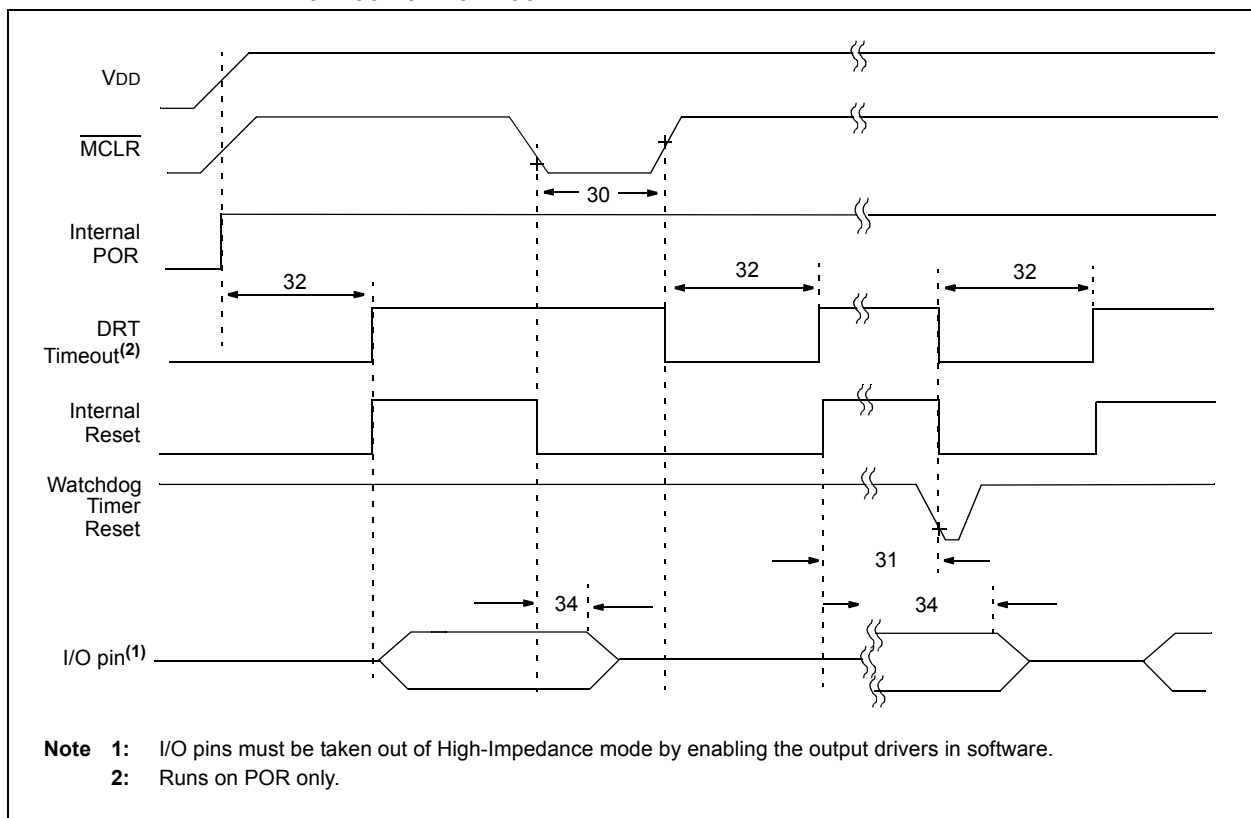 VDD
MCLR
30
Internal
POR
32
32
32
DRT
Timeout(2)
Internal
Reset
Watchdog
Timer
Reset
31
34
34
I/O pin(1)
Note 1: I/O pins must be taken out of High-Impedance mode by enabling the output drivers in software.
2: Runs on POR only.